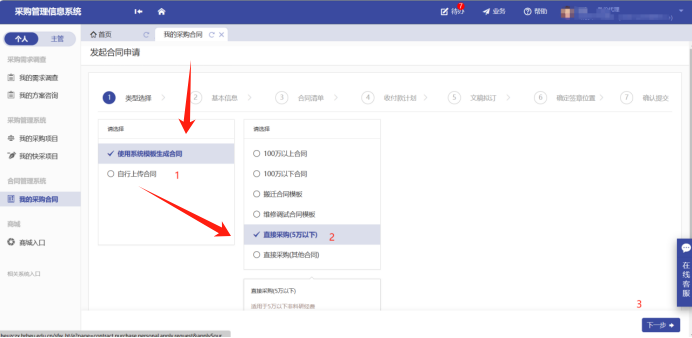 采购管理信息系统
待办
7
业务
帮助
个人
主管
首页
我的采购合同
发起合同申请
采购需求调查
我的需求调查
我的方案咨询
采购管理系统
我的采购项目
我的快采项目
合同管理系统
我的采购合同
商城
商城入口
相关系统入口
1 类型选择
2 基本信息
3 合同清单
4 收付款计划
5 文稿拟订
6 确定签章位置
7 确认提交
请选择
使用系统模板生成合同
自行上传合同
1
请选择
100万以上合同
100万以下合同
搬迁合同模板
维修调试合同模板
直接采购(5万以下)
2
直接采购(其他合同)
直接采购(5万以下)
适用于5万以下非科研经费
3
下一步
在线客服